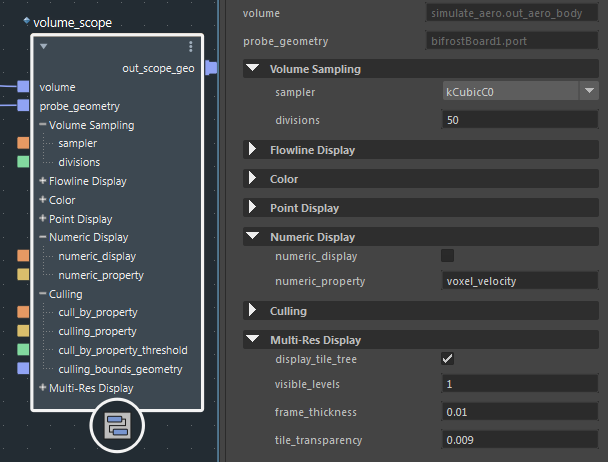 volume_scope
out_scope_geo
volume
probe_geometry
Volume Sampling
sampler
divisions
Flowline Display
Color
Point Display
Numeric Display
numeric_display
numeric_property
Culling
cull_by_property
culling_property
cull_by_property_threshold
culling_bounds_geometry
Multi-Res Display
volume simulate_aero.out_aero_body
probe_geometry bifrostBoard1.port
Volume Sampling
sampler kCubicC0
divisions 50
Flowline Display
Color
Point Display
Numeric Display
numeric_display
numeric_property voxel_velocity
Culling
Multi-Res Display
display_tile_tree
visible_levels 1
frame_thickness 0.01
tile_transparency 0.009